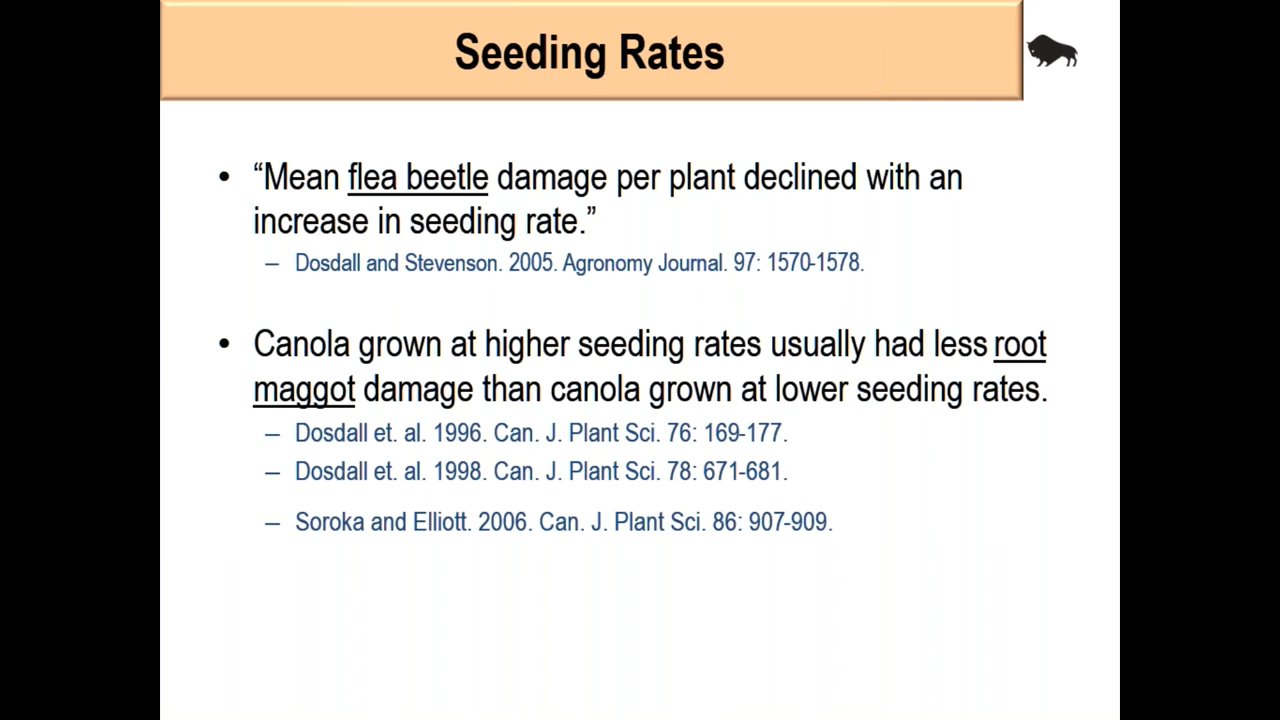 Seeding Rates
• “Mean flea beetle damage per plant declined with an
increase in seeding rate.”
– Dosdall and Stevenson. 2005. Agronomy Journal. 97: 1570-1578.
• Canola grown at higher seeding rates usually had less root
maggot damage than canola grown at lower seeding rates.
– Dosdall et. al. 1996. Can. J. Plant Sci. 76: 169-177.
– Dosdall et. al. 1998. Can. J. Plant Sci. 78: 671-681.
– Soroka and Elliott. 2006. Can. J. Plant Sci. 86: 907-909.